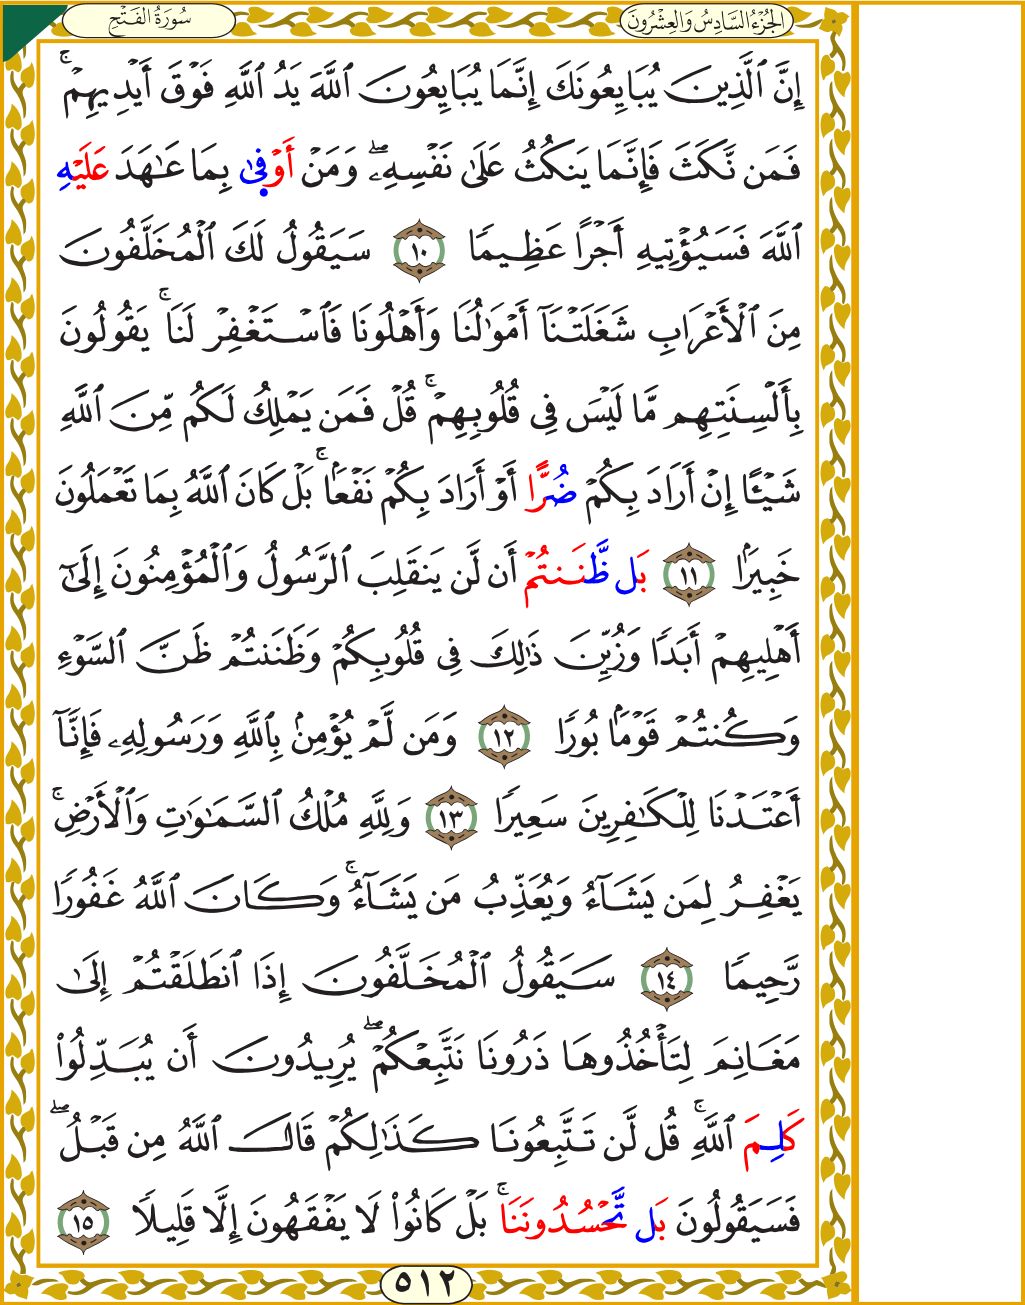 سُورَةُ الفَتْحِ
الجُزْءُ السَّادِسُ وَالعِشْرُونَ
إِنَّ ٱلَّذِينَ يُبَايِعُونَكَ إِنَّمَا يُبَايِعُونَ ٱللَّهَ يَدُ ٱللَّهِ فَوْقَ أَيْدِيهِمْۚ
فَمَن نَّكَثَ فَإِنَّمَا يَنكُثُ عَلَىٰ نَفْسِهِۦۖ وَمَنْ أَوْفِىٰ بِمَا عَـٰهَدَ عَلَيْهِ
ٱللَّهَ فَسَيُؤْتِيهِ أَجْرًا عَظِيمًا ١٠ سَيَقُولُ لَكَ ٱلْمُخَلَّفُونَ
مِنَ ٱلْأَعْرَابِ شَغَلَتْنَآ أَمْوَٰلُنَا وَأَهْلُونَا فَٱسْتَغْفِرْ لَنَاۚ يَقُولُونَ
بِأَلْسِنَتِهِم مَّا لَيْسَ فِى قُلُوبِهِمْۚ قُلْ فَمَن يَمْلِكُ لَكُم مِّنَ ٱللَّهِ
شَيْـًٔا إِنْ أَرَادَ بِكُمْ ضُرًّا أَوْ أَرَادَ بِكُمْ نَفْعَۢاۚ بَلْ كَانَ ٱللَّهُ بِمَا تَعْمَلُونَ
خَبِيرَۢا ١١ بَل ظَّنَنتُمْ أَن لَّن يَنقَلِبَ ٱلرَّسُولُ وَٱلْمُؤْمِنُونَ إِلَىٰٓ
أَهْلِيهِمْ أَبَدًا وَزُيِّنَ ذَٰلِكَ فِى قُلُوبِكُمْ وَظَنَنتُمْ ظَنَّ ٱلسَّوْءِ
وَكُنتُمْ قَوْمَۢا بُورًا ١٢ وَمَن لَّمْ يُؤْمِنۢ بِٱللَّهِ وَرَسُولِهِۦ فَإِنَّآ
أَعْتَدْنَا لِلْكَـٰفِرِينَ سَعِيرًا ١٣ وَلِلَّهِ مُلْكُ ٱلسَّمَـٰوَٰتِ وَٱلْأَرْضِۚ
يَغْفِرُ لِمَن يَشَآءُ وَيُعَذِّبُ مَن يَشَآءُۚ وَكَانَ ٱللَّهُ غَفُورًا
رَّحِيمًا ١٤ سَيَقُولُ ٱلْمُخَلَّفُونَ إِذَا ٱنطَلَقْتُمْ إِلَىٰ
مَغَانِمَ لِتَأْخُذُوهَا ذَرُونَا نَتَّبِعْكُمْۖ يُرِيدُونَ أَن يُبَدِّلُوا۟
كَلِمَ ٱللَّهِۚ قُل لَّن تَتَّبِعُونَا كَذَٰلِكُمْ قَالَ ٱللَّهُ مِن قَبْلُۖ
فَسَيَقُولُونَ بَل تَّحْسُدُونَنَاۚ بَلْ كَانُوا۟ لَا يَفْقَهُونَ إِلَّا قَلِيلًا ١٥
٥١٢